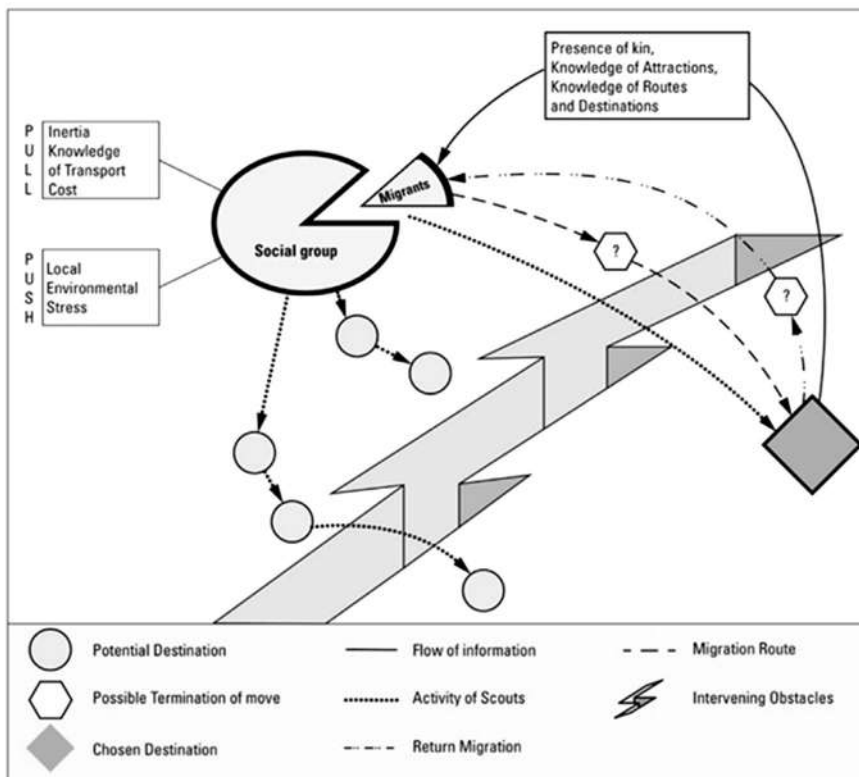 Presence of kin,
Knowledge of Attractions,
Knowledge of Routes
and Destinations
PULL
Inertia
Knowledge
of Transport
Cost
Migrants
Social group
?
?
PUSH
Local
Environmental
Stress
Potential Destination
Flow of information
Migration Route
Possible Termination of move
Activity of Scouts
Intervening Obstacles
Chosen Destination
Return Migration